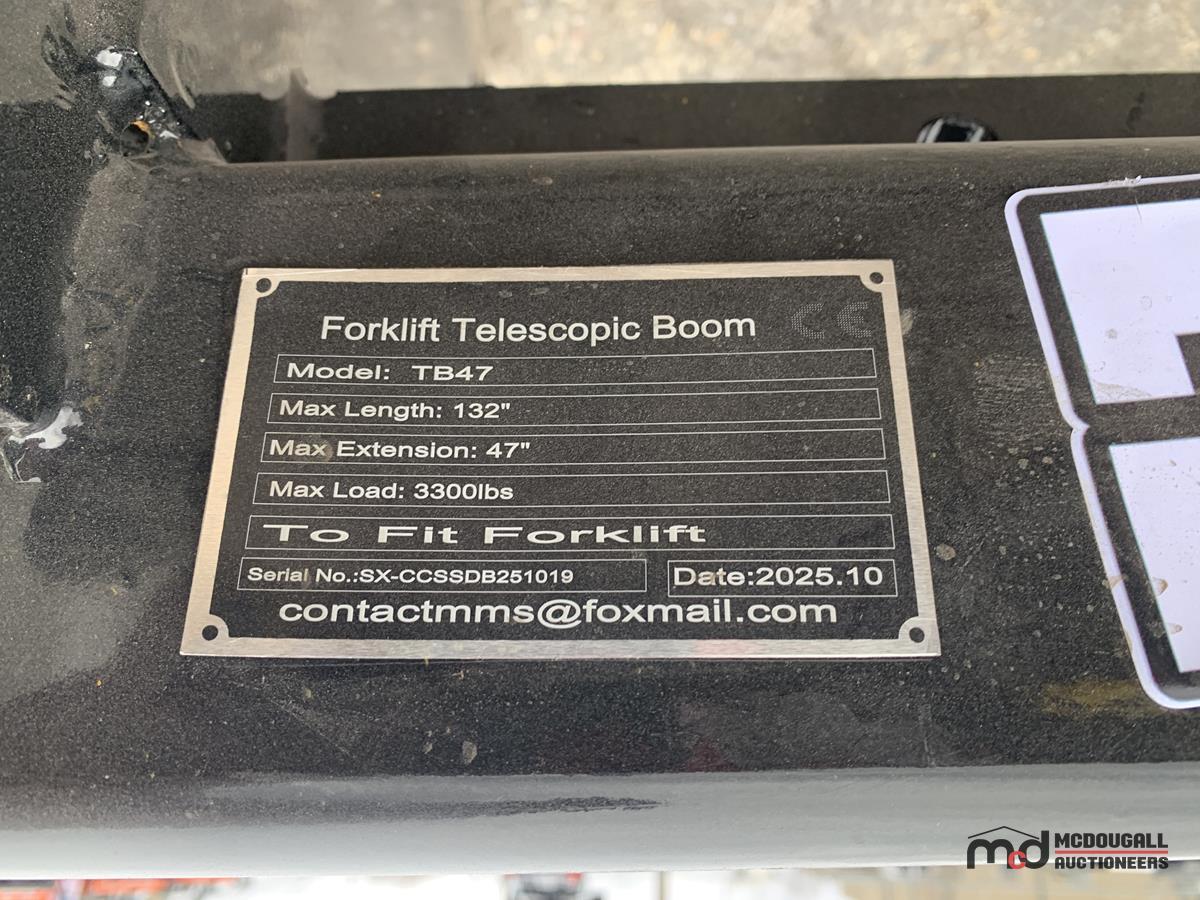 Forklift Telescopic Boom CE
Model: TB47
Max Length: 132"
Max Extension: 47"
Max Load: 3300lbs
To Fit Forklift
Serial No.:SX-CCSSDB251019 Date:2025.10
contactmms@foxmail.com
mcd MCDOUGALL
AUCTIONEERS